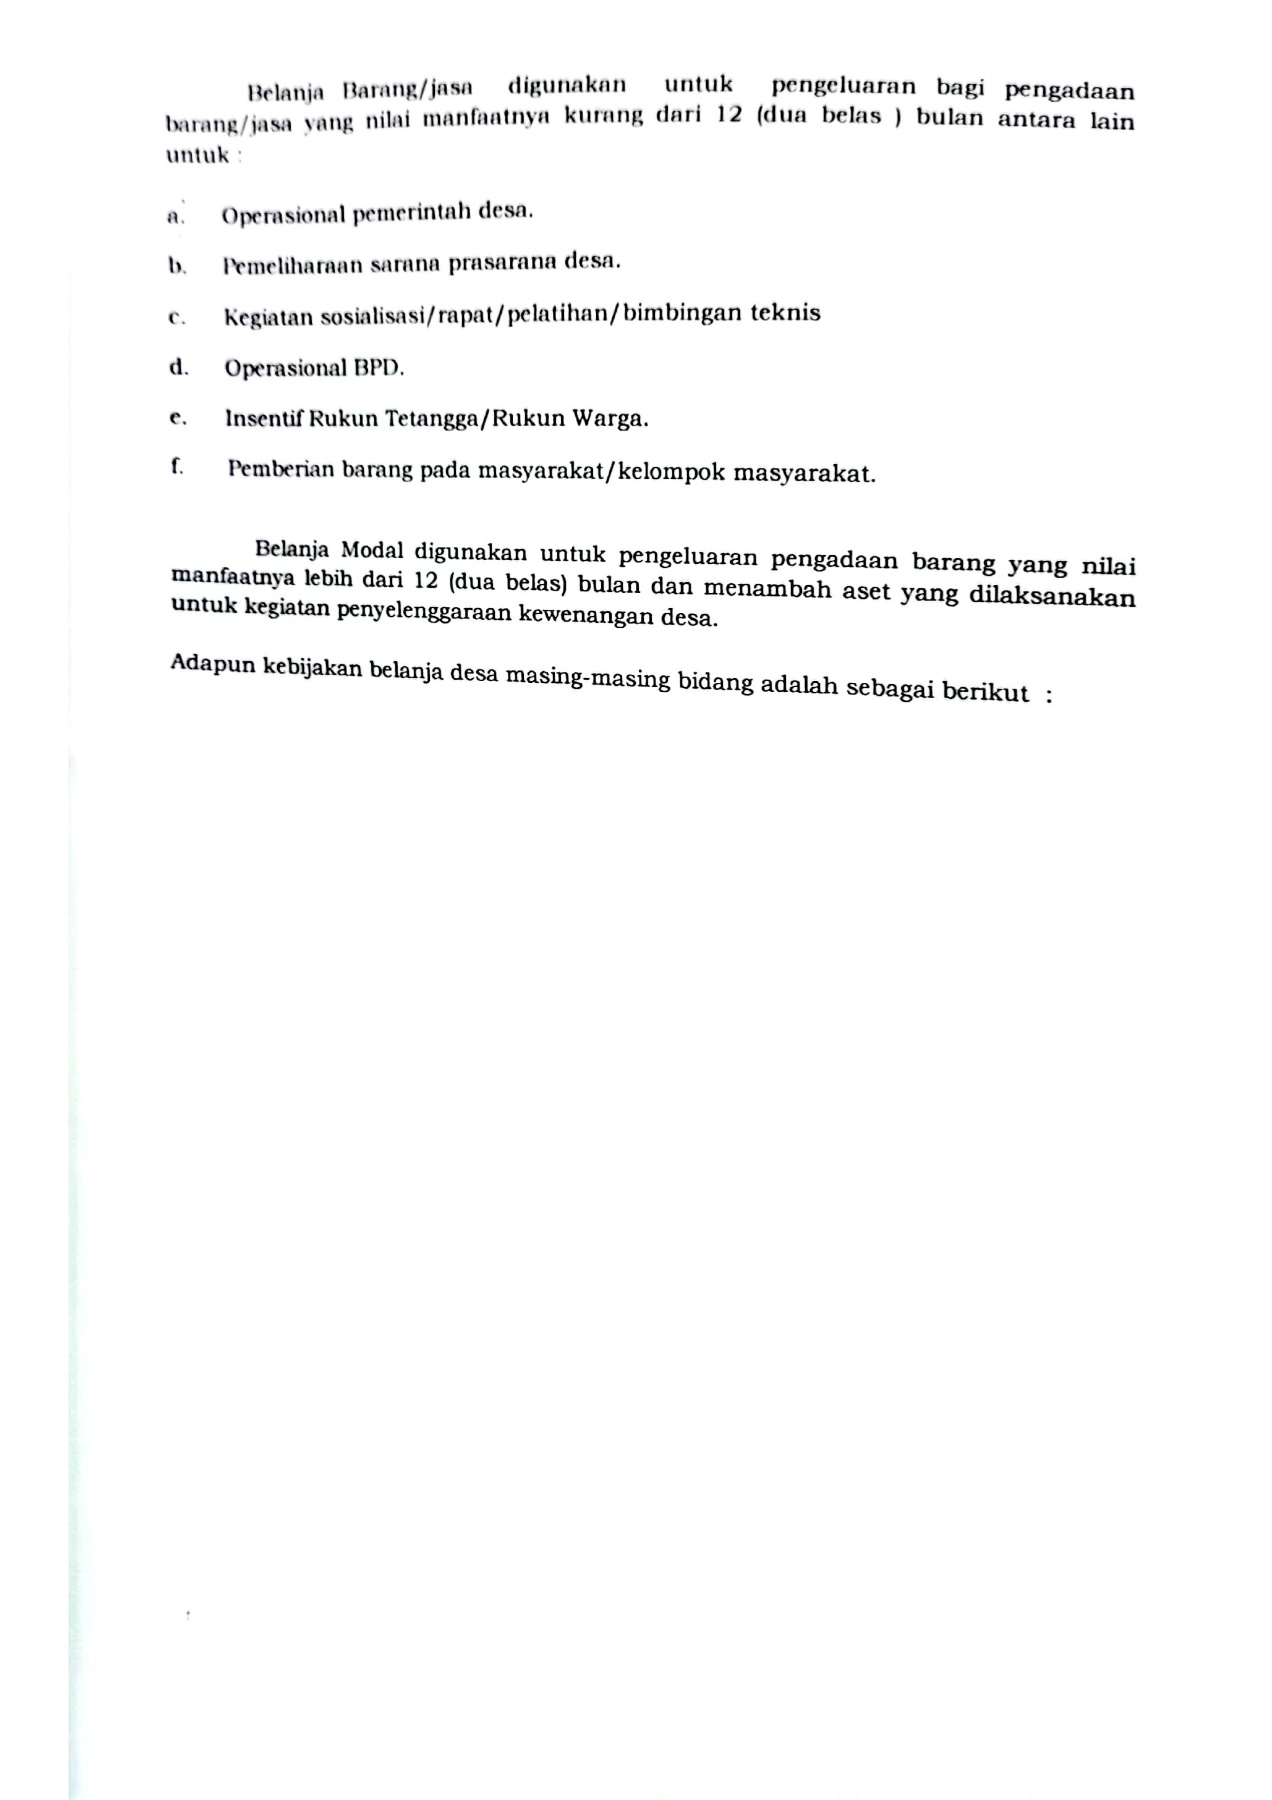 Belanja Barang/jasa digunakan untuk pengeluaran bagi pengadaan
barang/jasa yang nilai manfaatnya kurang dari 12 (dua belas ) bulan antara lain
untuk :
a. Operasional pemerintah desa.
b. Pemeliharaan sarana prasarana desa.
c. Kegiatan sosialisasi/rapat/pelatihan/bimbingan teknis
d. Operasional BPD.
e. Insentif Rukun Tetangga/Rukun Warga.
f. Pemberian barang pada masyarakat/kelompok masyarakat.
Belanja Modal digunakan untuk pengeluaran pengadaan barang yang nilai
manfaatnya lebih dari 12 (dua belas) bulan dan menambah aset yang dilaksanakan
untuk kegiatan penyelenggaraan kewenangan desa.
Adapun kebijakan belanja desa masing-masing bidang adalah sebagai berikut :